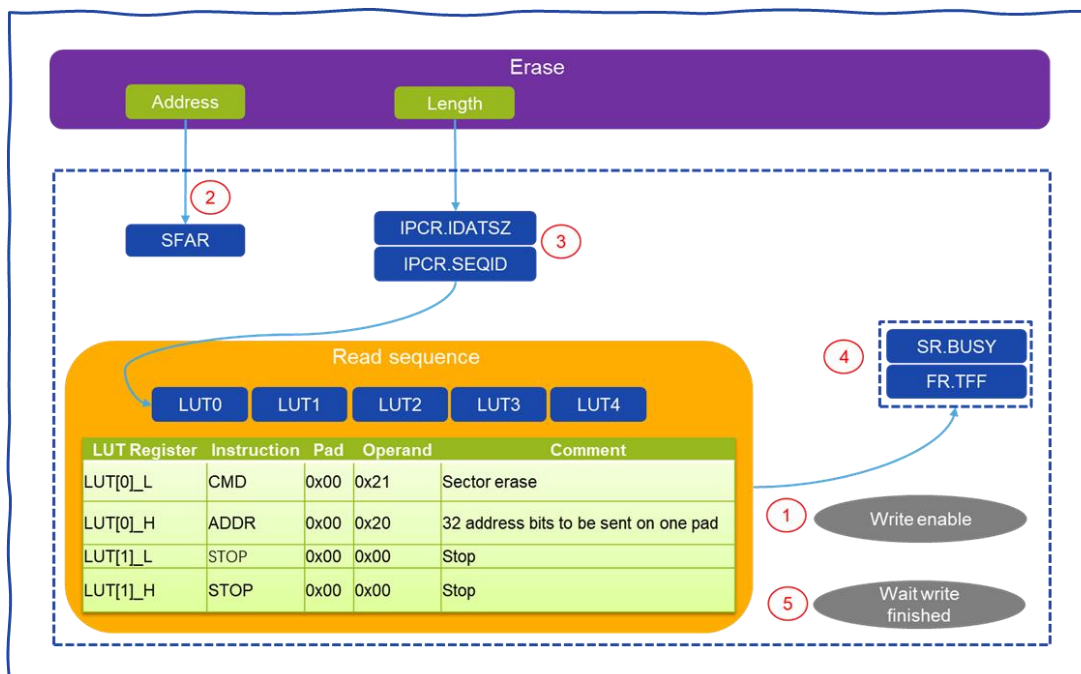 Erase
Address
Length
2
SFAR
IPCR.IDATSZ
3
IPCR.SEQID
Read sequence
LUT0 LUT1 LUT2 LUT3 LUT4
LUT Register Instruction Pad Operand Comment
LUT[0]_L CMD 0x00 0x21 Sector erase
LUT[0]_H ADDR 0x00 0x20 32 address bits to be sent on one pad
LUT[1]_L STOP 0x00 0x00 Stop
LUT[1]_H STOP 0x00 0x00 Stop
4
SR.BUSY
FR.TFF
1
Write enable
5
Wait write
finished